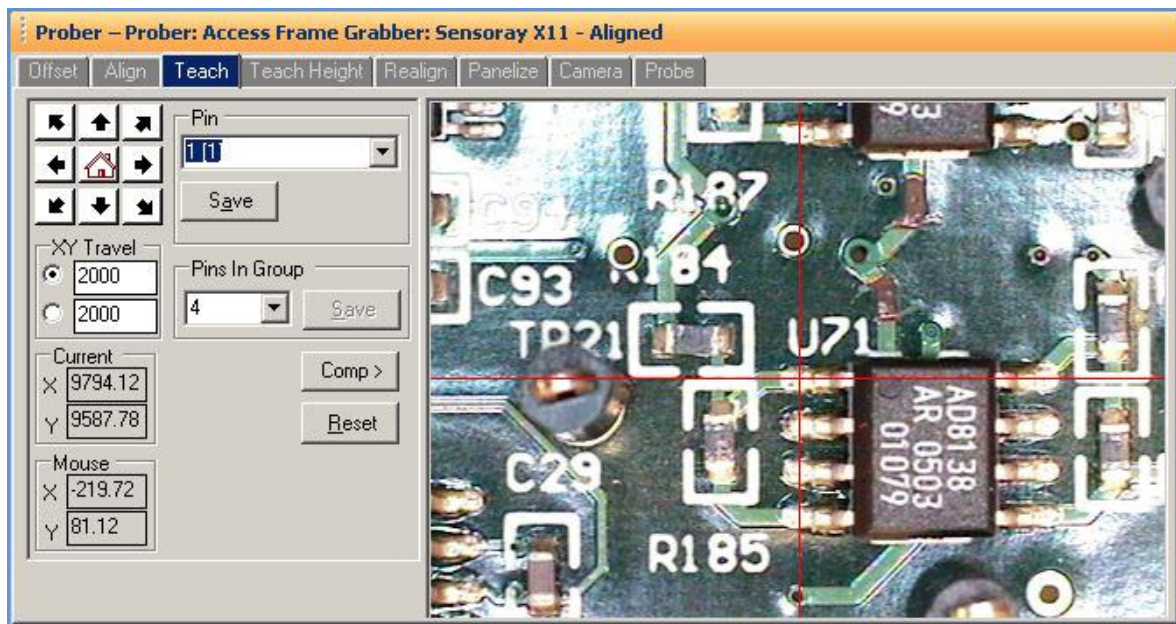 Prober – Prober: Access Frame Grabber: Sensoray X11 - Aligned
Offset Align Teach Teach Height Realign Panelize Camera Probe
Pin
1 [1]
Save
XY Travel
2000
2000
Pins In Group
4
Save
Current
X 9794.12
Y 9587.78
Comp >
Reset
Mouse
X -219.72
Y 81.12
R187
C94
R184
C93
TP21
U71
AD8138
AR 0503
01079
C29
R185